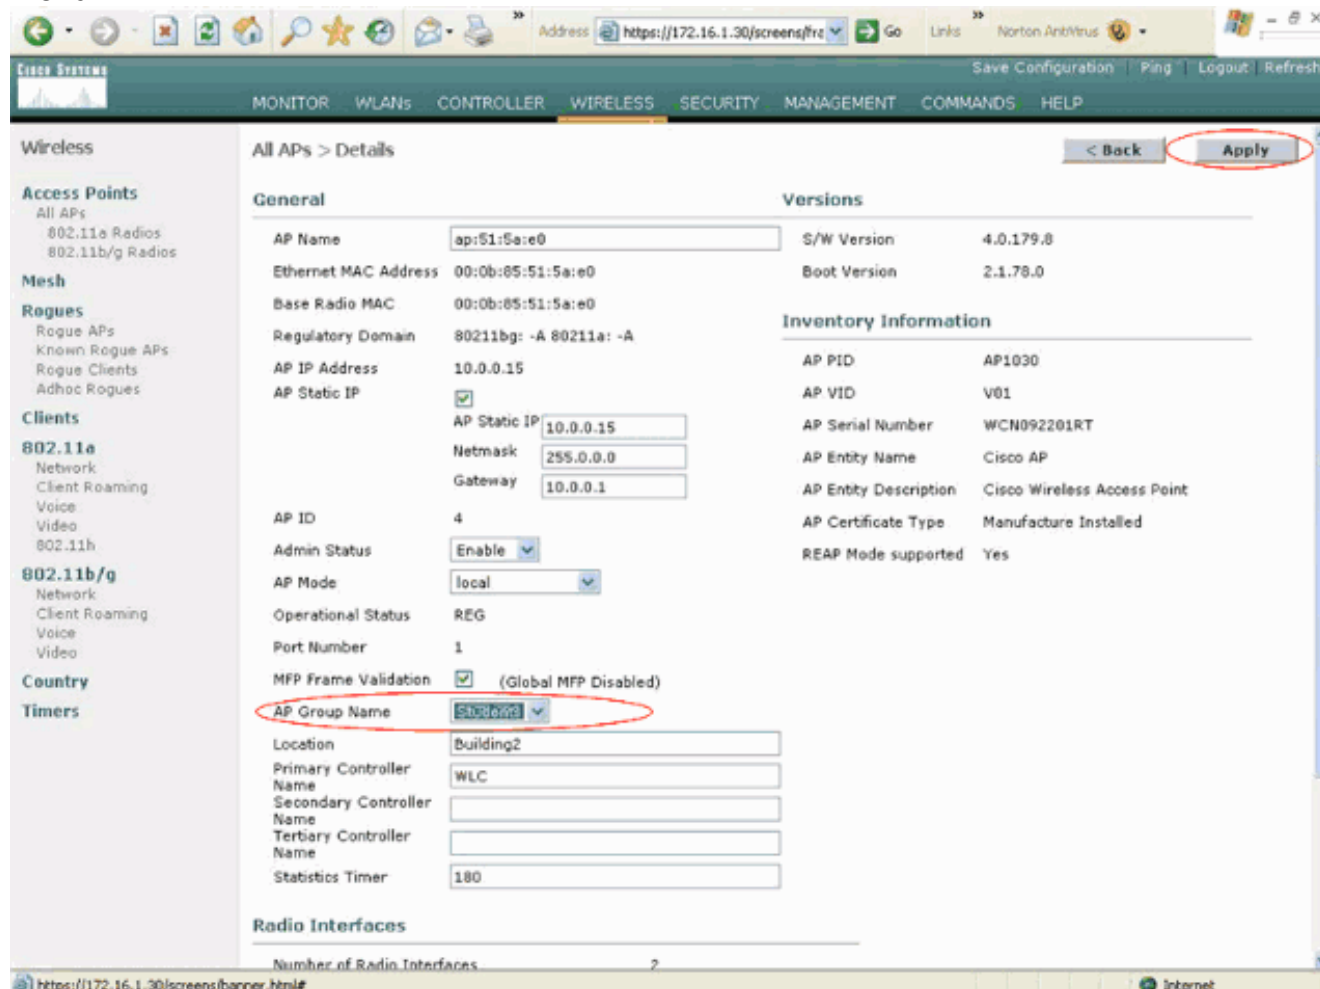 Address https://172.16.1.30/screens/fra Go Links Norton AntiVirus
Cisco Systems
Save Configuration | Ping | Logout | Refresh
MONITOR WLANs CONTROLLER WIRELESS SECURITY MANAGEMENT COMMANDS HELP
Wireless
Access Points
All APs
802.11a Radios
802.11b/g Radios
Mesh
Rogues
Rogue APs
Known Rogue APs
Rogue Clients
Adhoc Rogues
Clients
802.11a
Network
Client Roaming
Voice
Video
802.11h
802.11b/g
Network
Client Roaming
Voice
Video
Country
Timers
All APs > Details
< Back Apply
General
AP Name ap:51:5a:e0
Ethernet MAC Address 00:0b:85:51:5a:e0
Base Radio MAC 00:0b:85:51:5a:e0
Regulatory Domain 80211bg: -A 80211a: -A
AP IP Address 10.0.0.15
AP Static IP
AP Static IP 10.0.0.15
Netmask 255.0.0.0
Gateway 10.0.0.1
AP ID 4
Admin Status Enable
AP Mode local
Operational Status REG
Port Number 1
MFP Frame Validation (Global MFP Disabled)
AP Group Name
Location Building2
Primary Controller
Name WLC
Secondary Controller
Name
Tertiary Controller
Name
Statistics Timer 180
Radio Interfaces
Number of Radio Interfaces 2
Versions
S/W Version 4.0.179.8
Boot Version 2.1.78.0
Inventory Information
AP PID AP1030
AP VID V01
AP Serial Number WCN092201RT
AP Entity Name Cisco AP
AP Entity Description Cisco Wireless Access Point
AP Certificate Type Manufacture Installed
REAP Mode supported Yes
https://172.16.1.30/screens/banner.html#
Internet